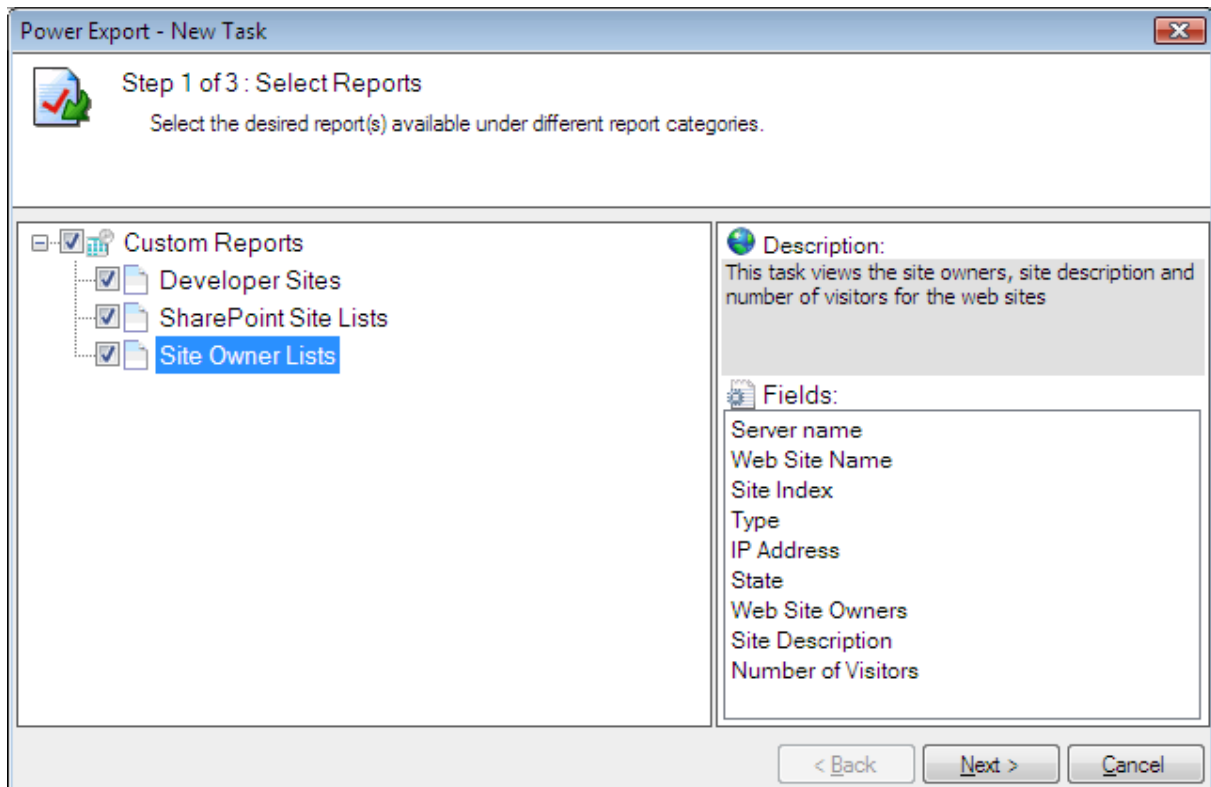 Power Export - New Task
Step 1 of 3 : Select Reports
Select the desired report(s) available under different report categories.
Custom Reports
Developer Sites
SharePoint Site Lists
Site Owner Lists
Description:
This task views the site owners, site description and
number of visitors for the web sites
Fields:
Server name
Web Site Name
Site Index
Type
IP Address
State
Web Site Owners
Site Description
Number of Visitors
< Back
Next >
Cancel